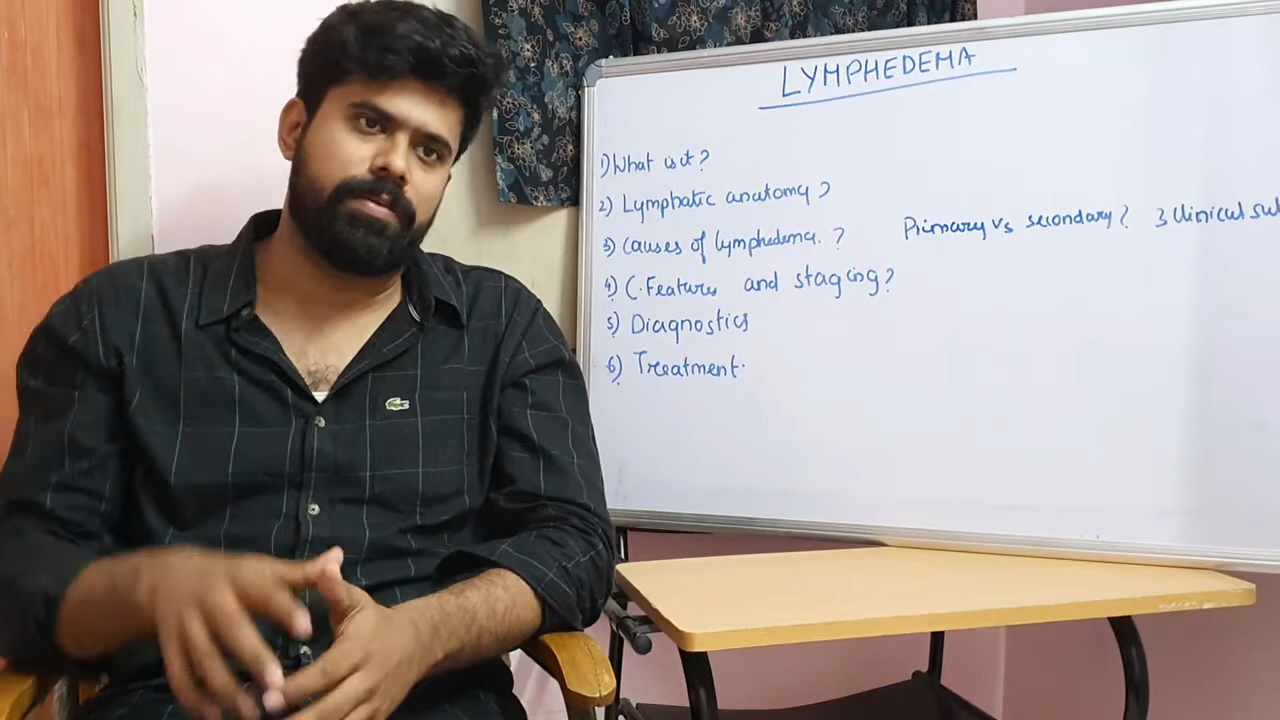 LYMPHEDEMA
1) What is it?
2) Lymphatic anatomy?
3) Causes of lymphedema. ? Primary vs secondary? 3 clinical sub
4) C. Features and staging?
5) Diagnostics
6) Treatment.